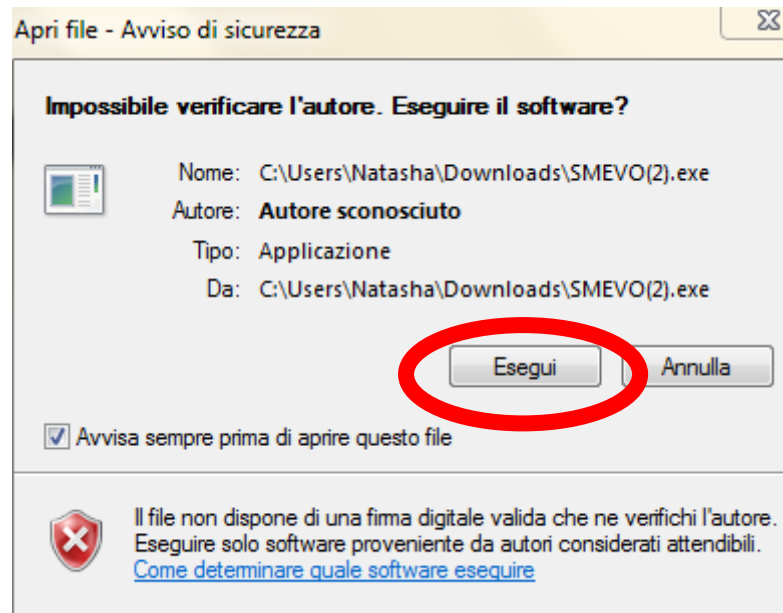 Apri file - Avviso di sicurezza
Impossibile verificare l'autore. Eseguire il software?
Nome: C:\Users\Natasha\Downloads\SMEVO(2).exe
Autore: Autore sconosciuto
Tipo: Applicazione
Da: C:\Users\Natasha\Downloads\SMEVO(2).exe
Esegui Annulla
Avvisa sempre prima di aprire questo file
Il file non dispone di una firma digitale valida che ne verifichi l'autore.
Eseguire solo software proveniente da autori considerati attendibili.
Come determinare quale software eseguire